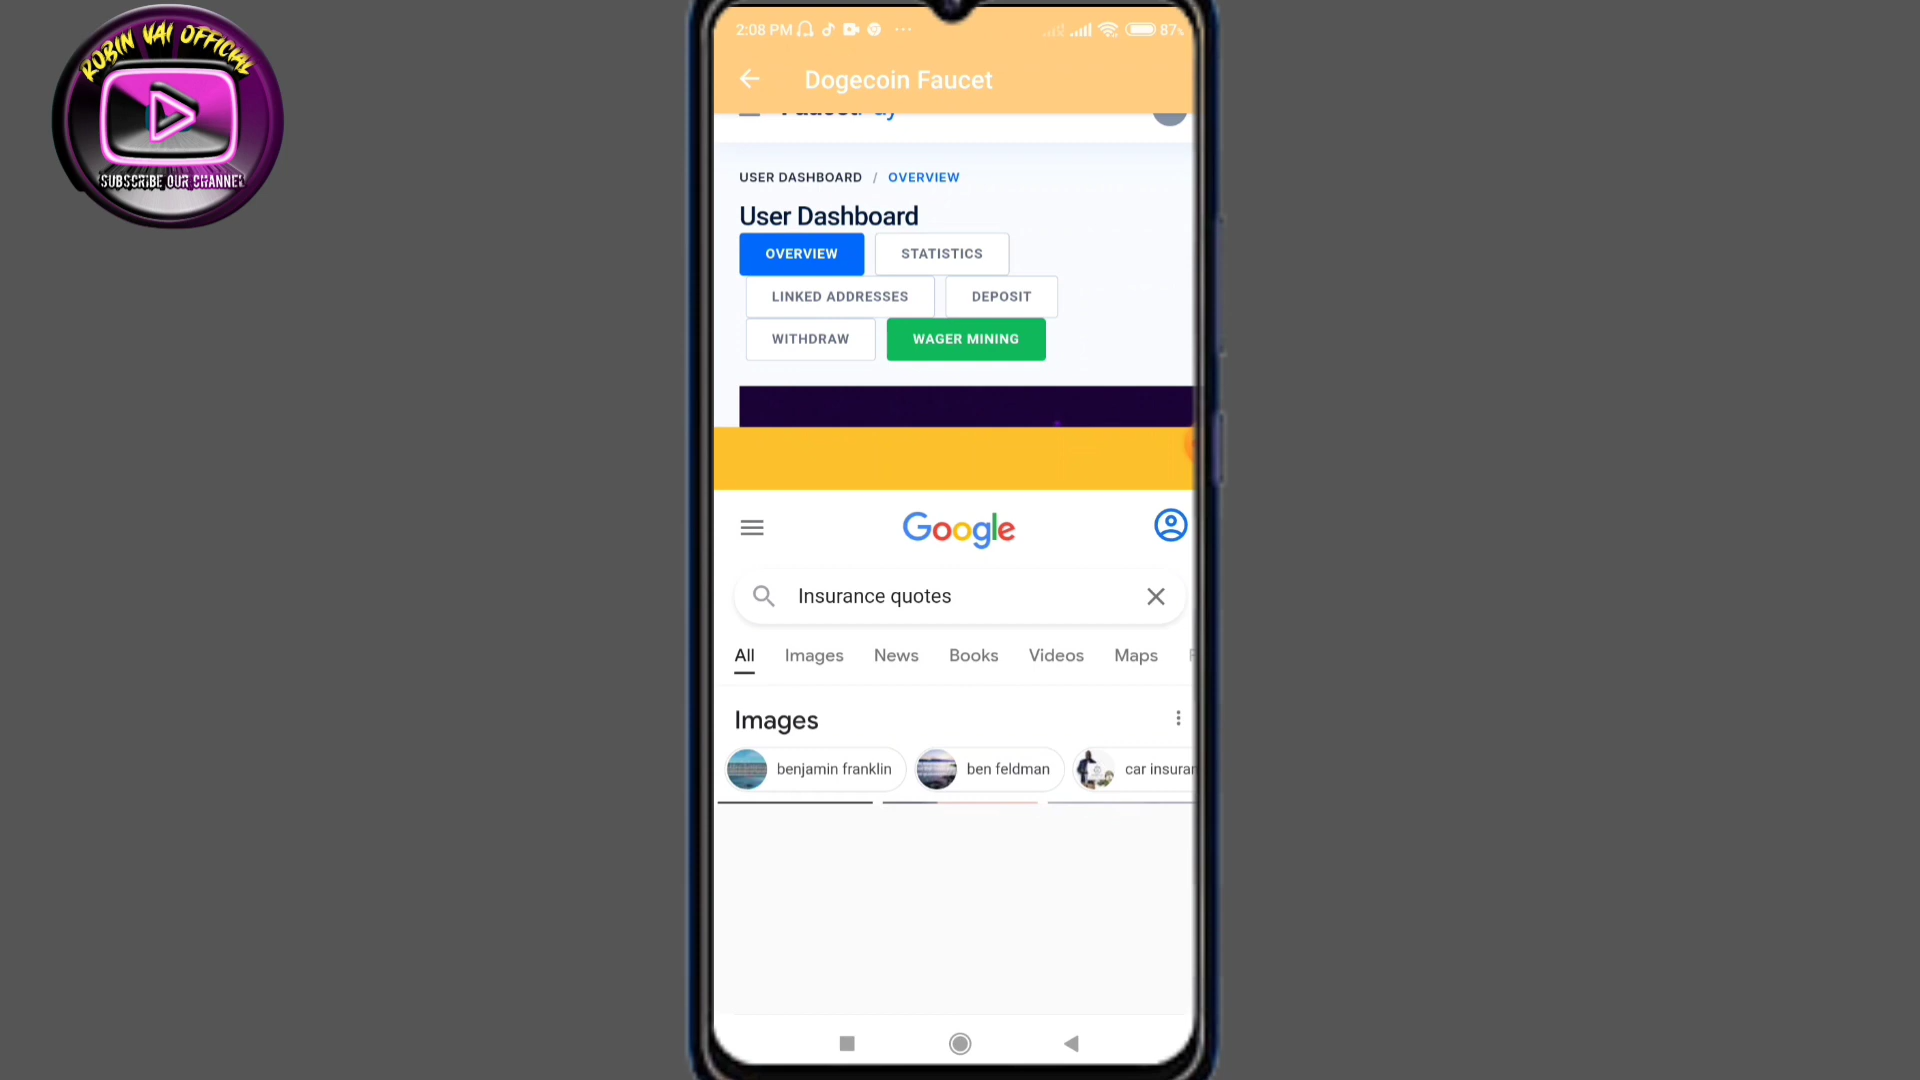 ROBIN VAI OFFICIAL
SUBSCRIBE OUR CHANNEL
2:08 PM
87%
Dogecoin Faucet
USER DASHBOARD / OVERVIEW
User Dashboard
OVERVIEW
STATISTICS
LINKED ADDRESSES
DEPOSIT
WITHDRAW
WAGER MINING
Google
Insurance quotes
All
Images
News
Books
Videos
Maps
Images
benjamin franklin
ben feldman
car insuran